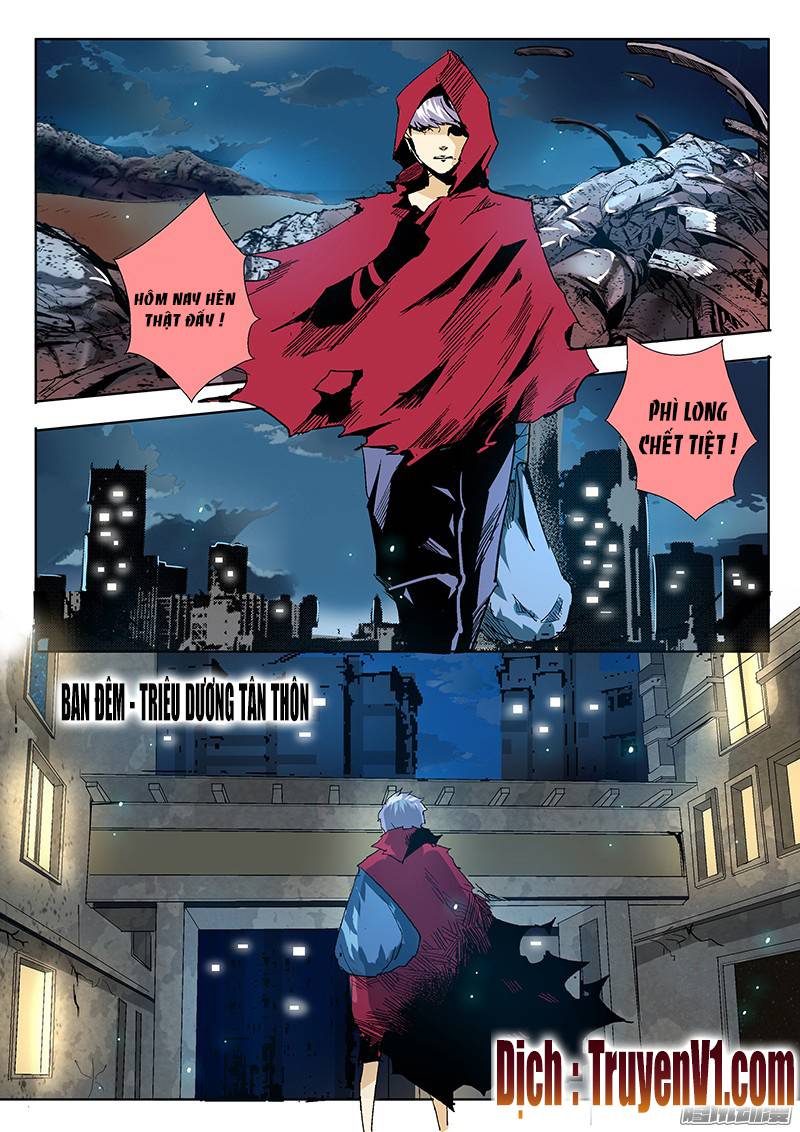 HÔM NAY HÊN
THẬT ĐẤY !
PHÌ LONG
CHẾT TIỆT !
BAN ĐÊM - TRIÊU DƯƠNG TÂN THÔN
Dịch : TruyenV1.com